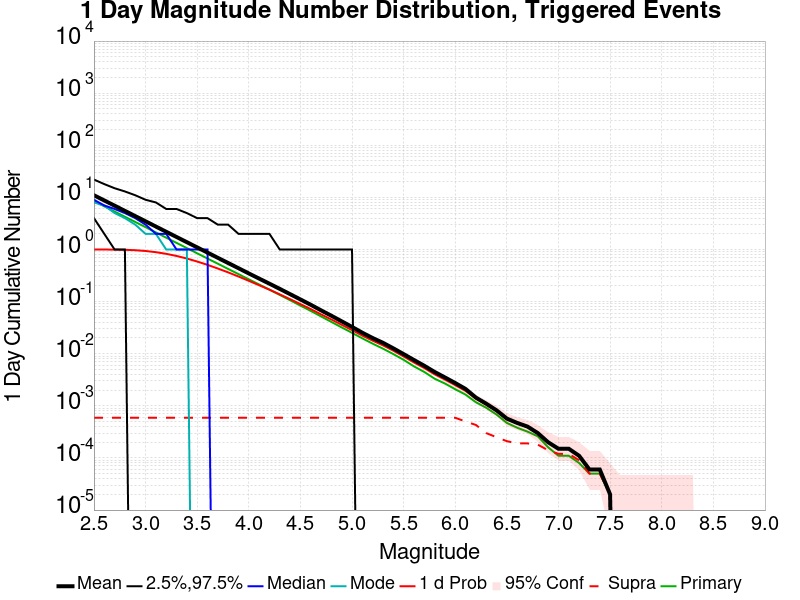 1 Day Magnitude Number Distribution, Triggered Events
10^4
10^3
10^2
10^1
10^0
10^-1
10^-2
10^-3
10^-4
10^-5
1 Day Cumulative Number
2.5 3.0 3.5 4.0 4.5 5.0 5.5 6.0 6.5 7.0 7.5 8.0 8.5 9.0
Magnitude
Mean 2.5%,97.5% Median Mode 1 d Prob 95% Conf Supra Primary